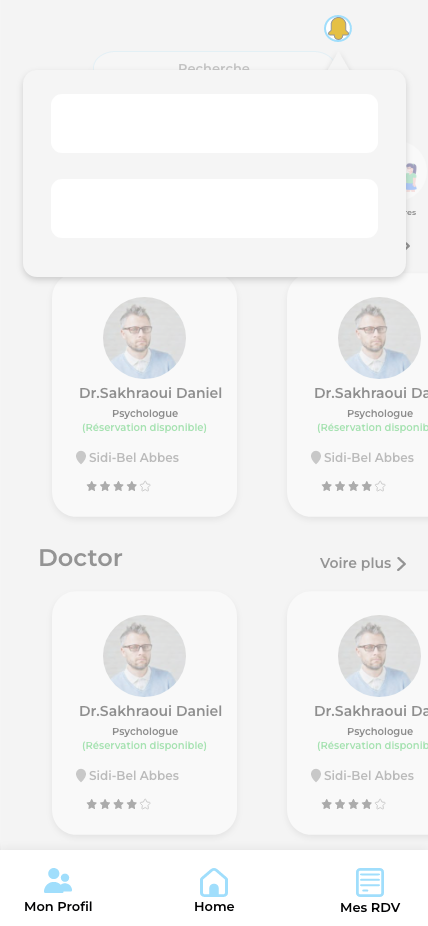 Recherche
Dr.Sakhraoui Daniel
Psychologue
(Réservation disponible)
Sidi-Bel Abbes
Dr.Sakhraoui Da
Psychologue
(Réservation disponib
Sidi-Bel Abbes
Doctor
Voire plus
Dr.Sakhraoui Daniel
Psychologue
(Réservation disponible)
Sidi-Bel Abbes
Dr.Sakhraoui Da
Psychologue
(Réservation disponib
Sidi-Bel Abbes
Mon Profil
Home
Mes RDV